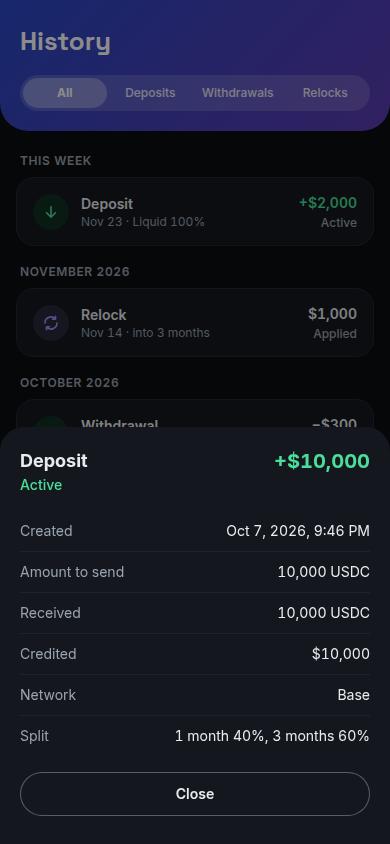 History
All
Deposits
Withdrawals
Relocks
THIS WEEK
Deposit
+$2,000
Nov 23 · Liquid 100%
Active
NOVEMBER 2026
Relock
$1,000
Nov 14 · into 3 months
Applied
OCTOBER 2026
Withdrawal
−$300
Deposit
+$10,000
Active
Created
Oct 7, 2026, 9:46 PM
Amount to send
10,000 USDC
Received
10,000 USDC
Credited
$10,000
Network
Base
Split
1 month 40%, 3 months 60%
Close